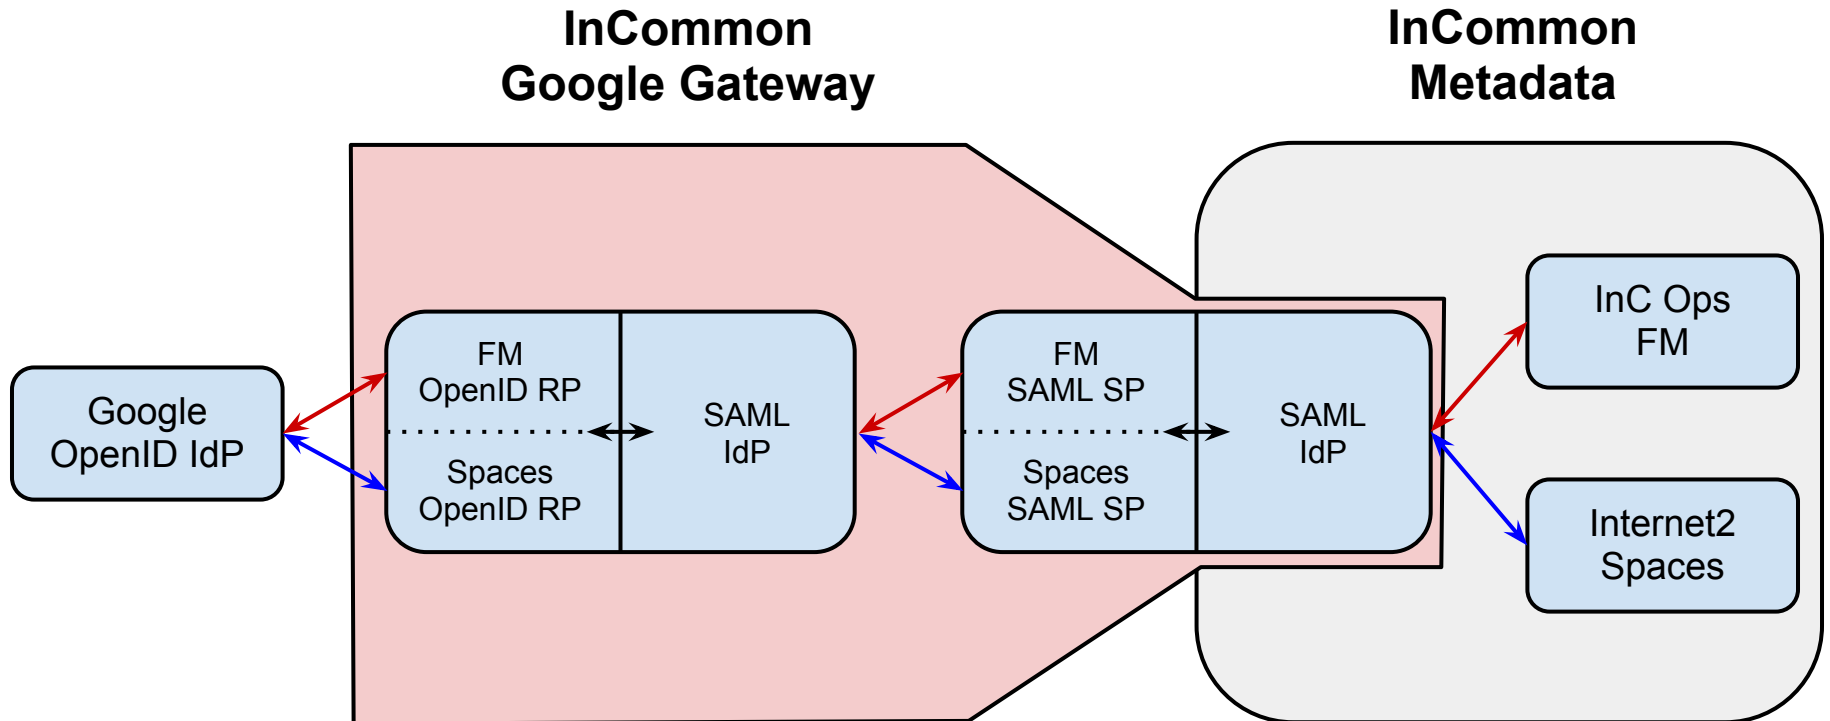 InCommon
Google Gateway
InCommon
Metadata
Google
OpenID IdP
FM
OpenID RP
Spaces
OpenID RP
SAML
IdP
FM
SAML SP
Spaces
SAML SP
SAML
IdP
InC Ops
FM
Internet2
Spaces